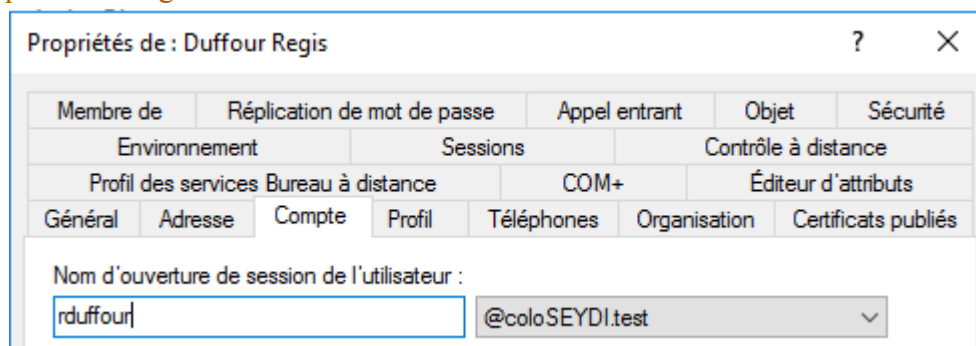 Propriétés de : Duffour Regis ? ×
Membre de Réplication de mot de passe Appel entrant Objet Sécurité
Environnement Sessions Contrôle à distance
Profil des services Bureau à distance COM+ Éditeur d'attributs
Général Adresse Compte Profil Téléphones Organisation Certificats publiés
Nom d'ouverture de session de l'utilisateur :
rduffour @coloSEYDI.test